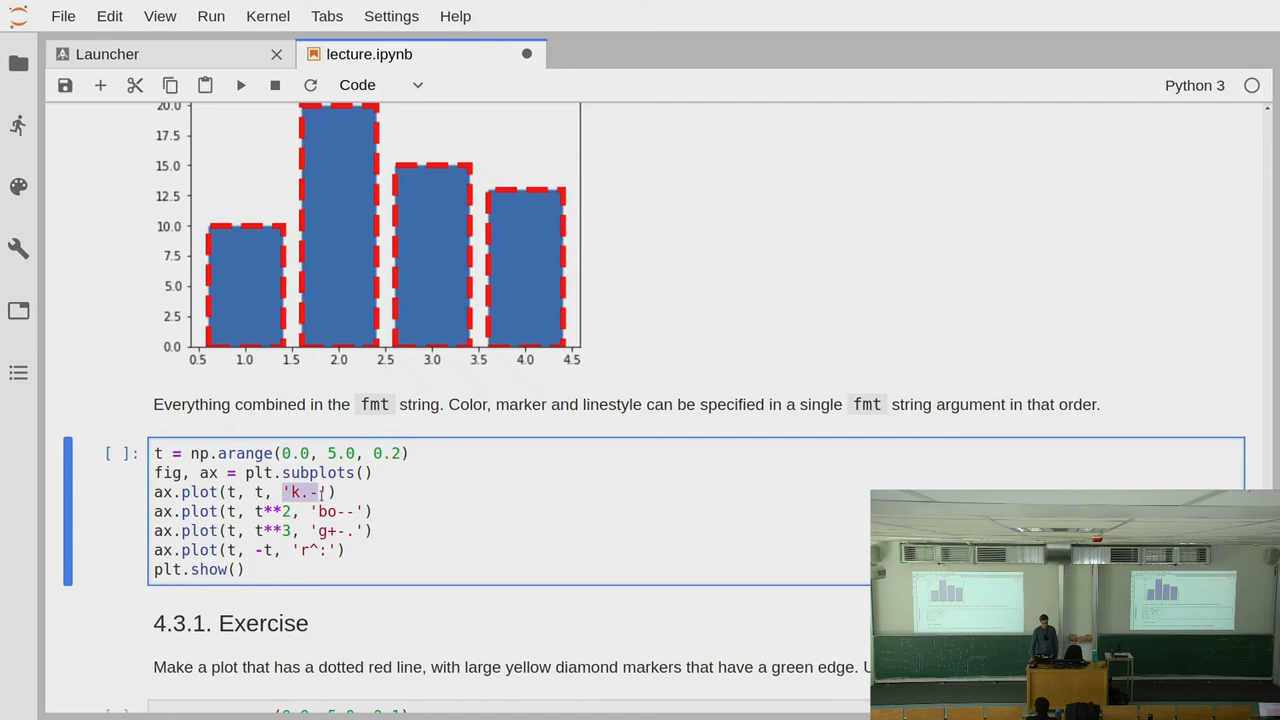 File Edit View Run Kernel Tabs Settings Help
Launcher
lecture.ipynb
Code
Python 3
20.0
17.5
15.0
12.5
10.0
7.5
5.0
2.5
0.0
0.5 1.0 1.5 2.0 2.5 3.0 3.5 4.0 4.5
Everything combined in the fmt string. Color, marker and linestyle can be specified in a single fmt string argument in that order.
[ ]:
t = np.arange(0.0, 5.0, 0.2)
fig, ax = plt.subplots()
ax.plot(t, t, 'k.-')
ax.plot(t, t**2, 'bo--')
ax.plot(t, t**3, 'g+-.')
ax.plot(t, -t, 'r^:')
plt.show()
4.3.1. Exercise
Make a plot that has a dotted red line, with large yellow diamond markers that have a green edge.